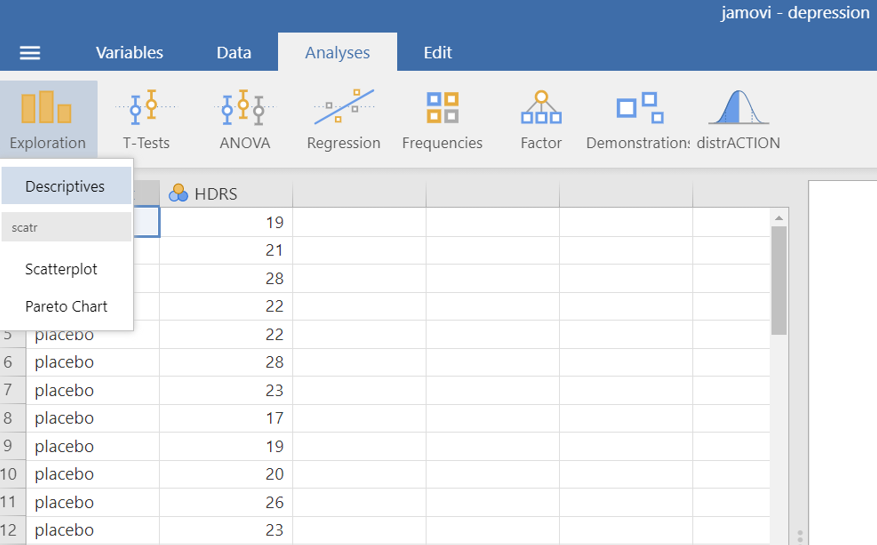 jamovi - depression
Variables Data Analyses Edit
Exploration T-Tests ANOVA Regression Frequencies Factor Demonstrations distrACTION
Descriptives
scatr
Scatterplot
Pareto Chart
HDRS
19
21
28
22
5 placebo 22
6 placebo 28
7 placebo 23
8 placebo 17
9 placebo 19
10 placebo 20
11 placebo 26
12 placebo 23